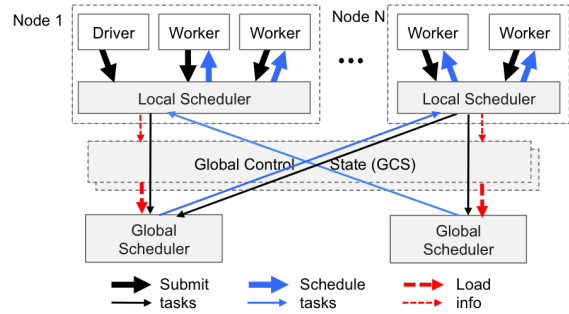 Node 1
Driver
Worker
Worker
Local Scheduler
•••
Node N
Worker
Worker
Local Scheduler
Global Control State (GCS)
Global
Scheduler
Global
Scheduler
Submit
tasks
Schedule
tasks
Load
info